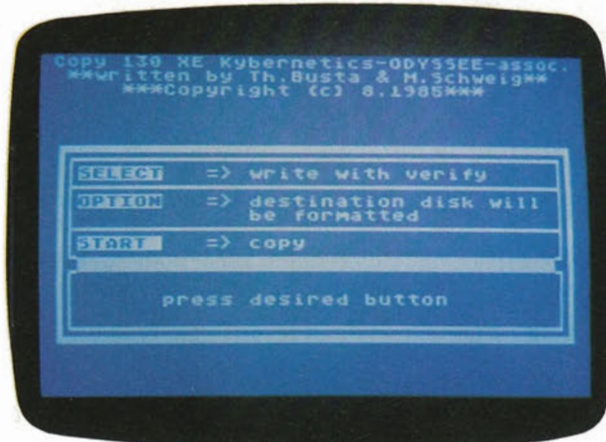 Copy 130 XE Kybernetics-ODYSSEE-assoc.
**written by Th.Busta & M.Schweig**
***Copyright (c) 8.1985***
SELECT => write with verify
OPTION => destination disk will
be formatted
START => copy
press desired button